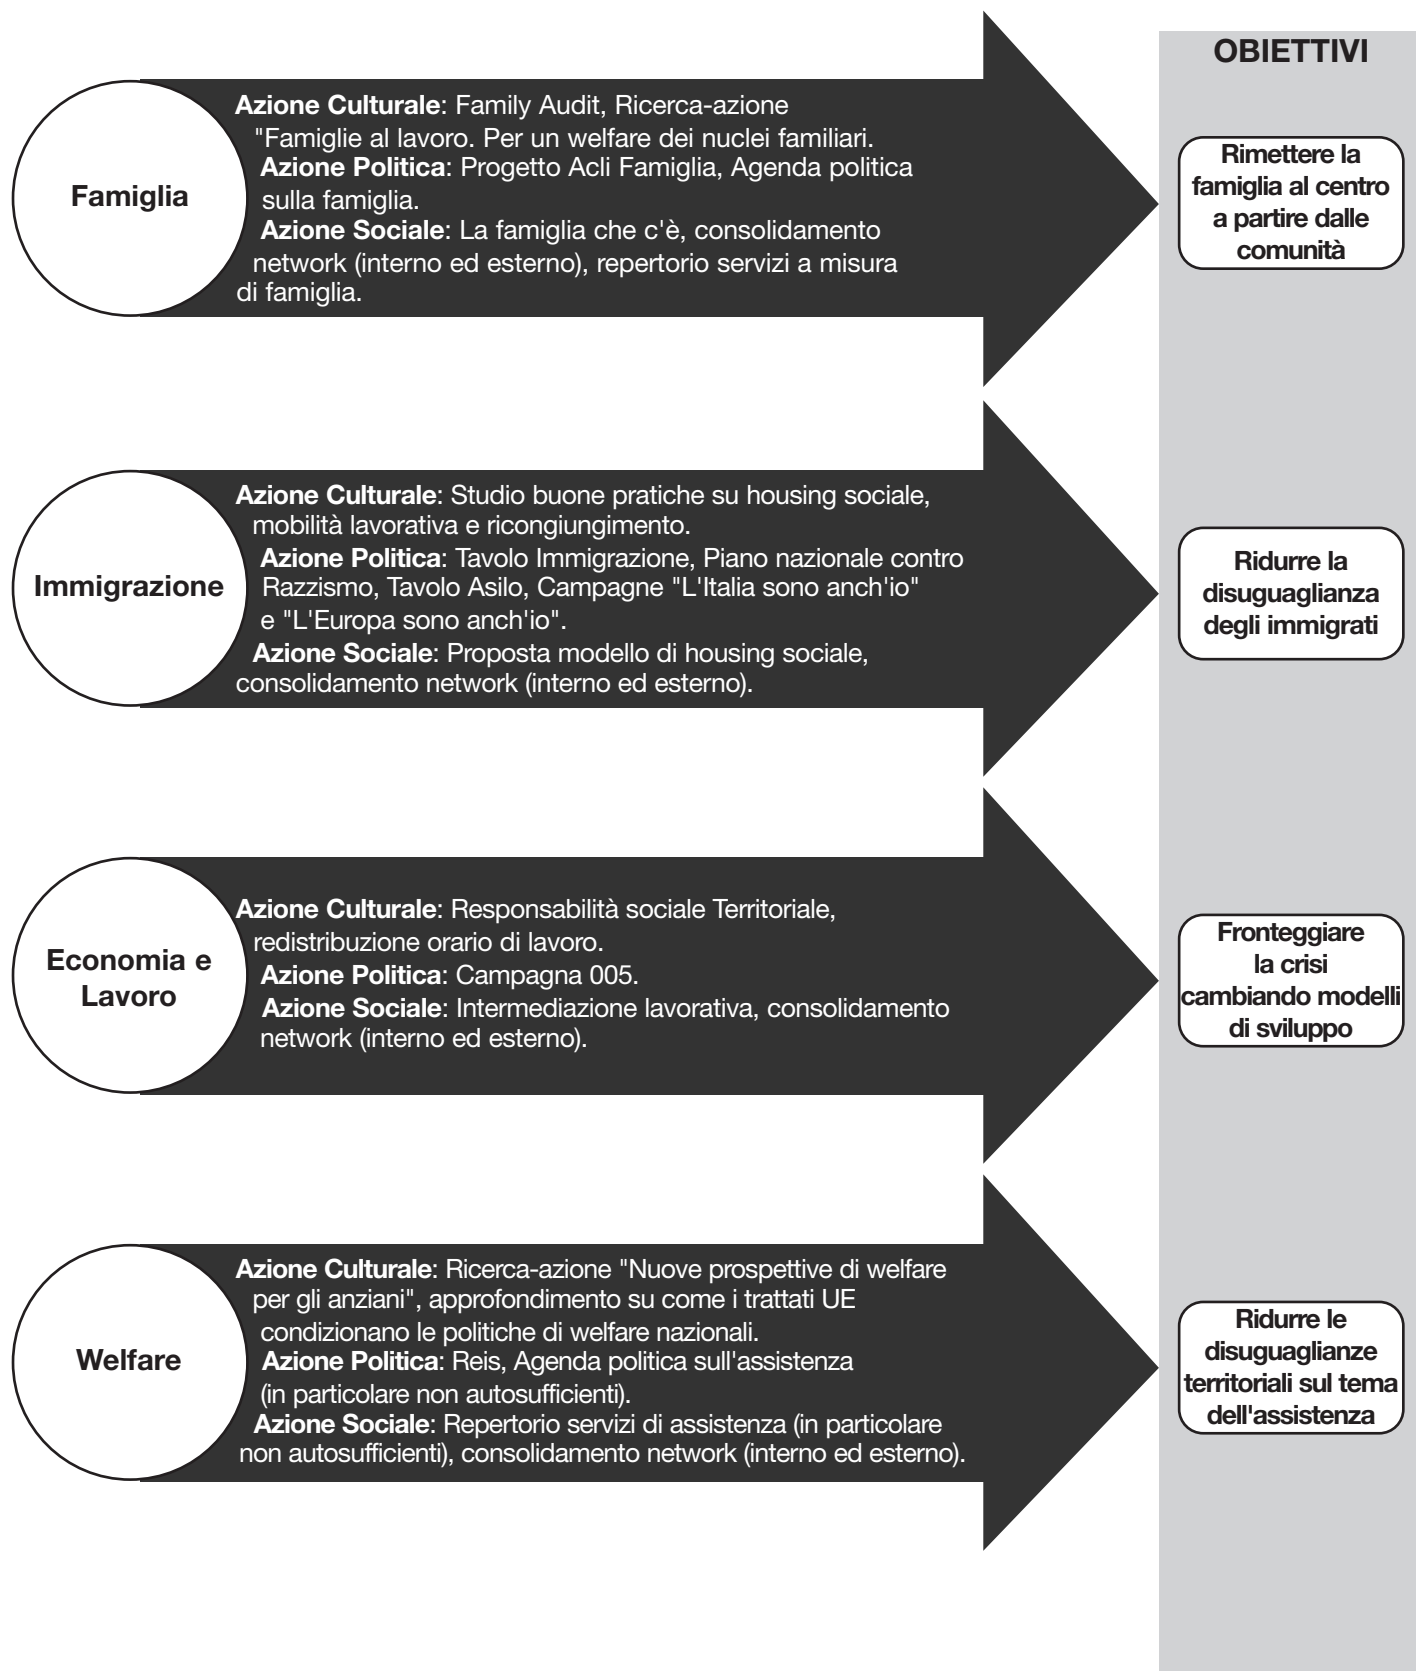 OBIETTIVI
Famiglia
Azione Culturale: Family Audit, Ricerca-azione
"Famiglie al lavoro. Per un welfare dei nuclei familiari.
Azione Politica: Progetto Acli Famiglia, Agenda politica
sulla famiglia.
Azione Sociale: La famiglia che c'è, consolidamento
network (interno ed esterno), repertorio servizi a misura
di famiglia.
Rimettere la
famiglia al centro
a partire dalle
comunità
Immigrazione
Azione Culturale: Studio buone pratiche su housing sociale,
mobilità lavorativa e ricongiungimento.
Azione Politica: Tavolo Immigrazione, Piano nazionale contro
Razzismo, Tavolo Asilo, Campagne "L'Italia sono anch'io"
e "L'Europa sono anch'io".
Azione Sociale: Proposta modello di housing sociale,
consolidamento network (interno ed esterno).
Ridurre la
disuguaglianza
degli immigrati
Economia e
Lavoro
Azione Culturale: Responsabilità sociale Territoriale,
redistribuzione orario di lavoro.
Azione Politica: Campagna 005.
Azione Sociale: Intermediazione lavorativa, consolidamento
network (interno ed esterno).
Fronteggiare
la crisi
cambiando modelli
di sviluppo
Welfare
Azione Culturale: Ricerca-azione "Nuove prospettive di welfare
per gli anziani", approfondimento su come i trattati UE
condizionano le politiche di welfare nazionali.
Azione Politica: Reis, Agenda politica sull'assistenza
(in particolare non autosufficienti).
Azione Sociale: Repertorio servizi di assistenza (in particolare
non autosufficienti), consolidamento network (interno ed esterno).
Ridurre le
disuguaglianze
territoriali sul tema
dell'assistenza